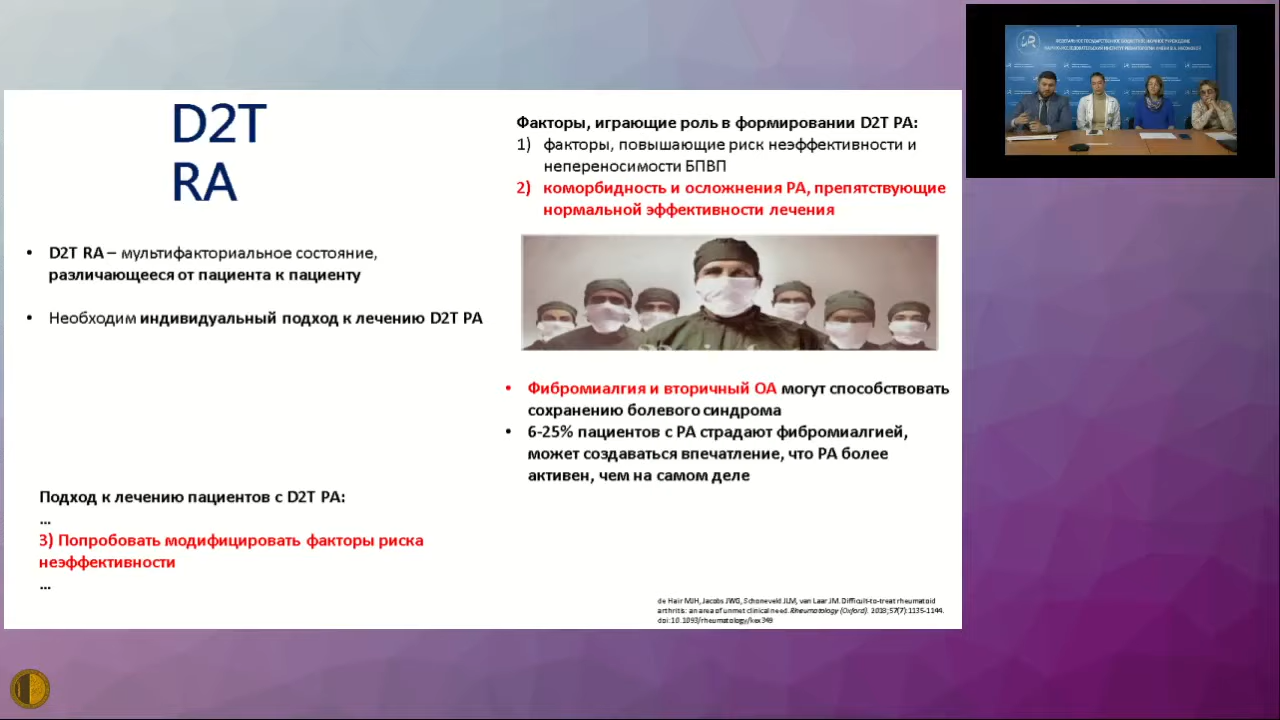 D2T
RA
• D2T RA – мультифакториальное состояние,
различающееся от пациента к пациенту
• Необходим индивидуальный подход к лечению D2T РА
Подход к лечению пациентов с D2T РА:
...
3) Попробовать модифицировать факторы риска
неэффективности
...
Факторы, играющие роль в формировании D2T РА:
1) факторы, повышающие риск неэффективности и
непереносимости БПВП
2) коморбидность и осложнения РА, препятствующие
нормальной эффективности лечения
• Фибромиалгия и вторичный ОА могут способствовать
сохранению болевого синдрома
• 6-25% пациентов с РА страдают фибромиалгией,
может создаваться впечатление, что РА более
активен, чем на самом деле
de Hair MJH, Jacobs JWG, Schoneveld JLM, van Laar JM. Difficult-to-treat rheumatoid
arthritis: an area of unmet clinical need. Rheumatology (Oxford). 2018;57(7):1135-1144.
doi:10.1093/rheumatology/kex349